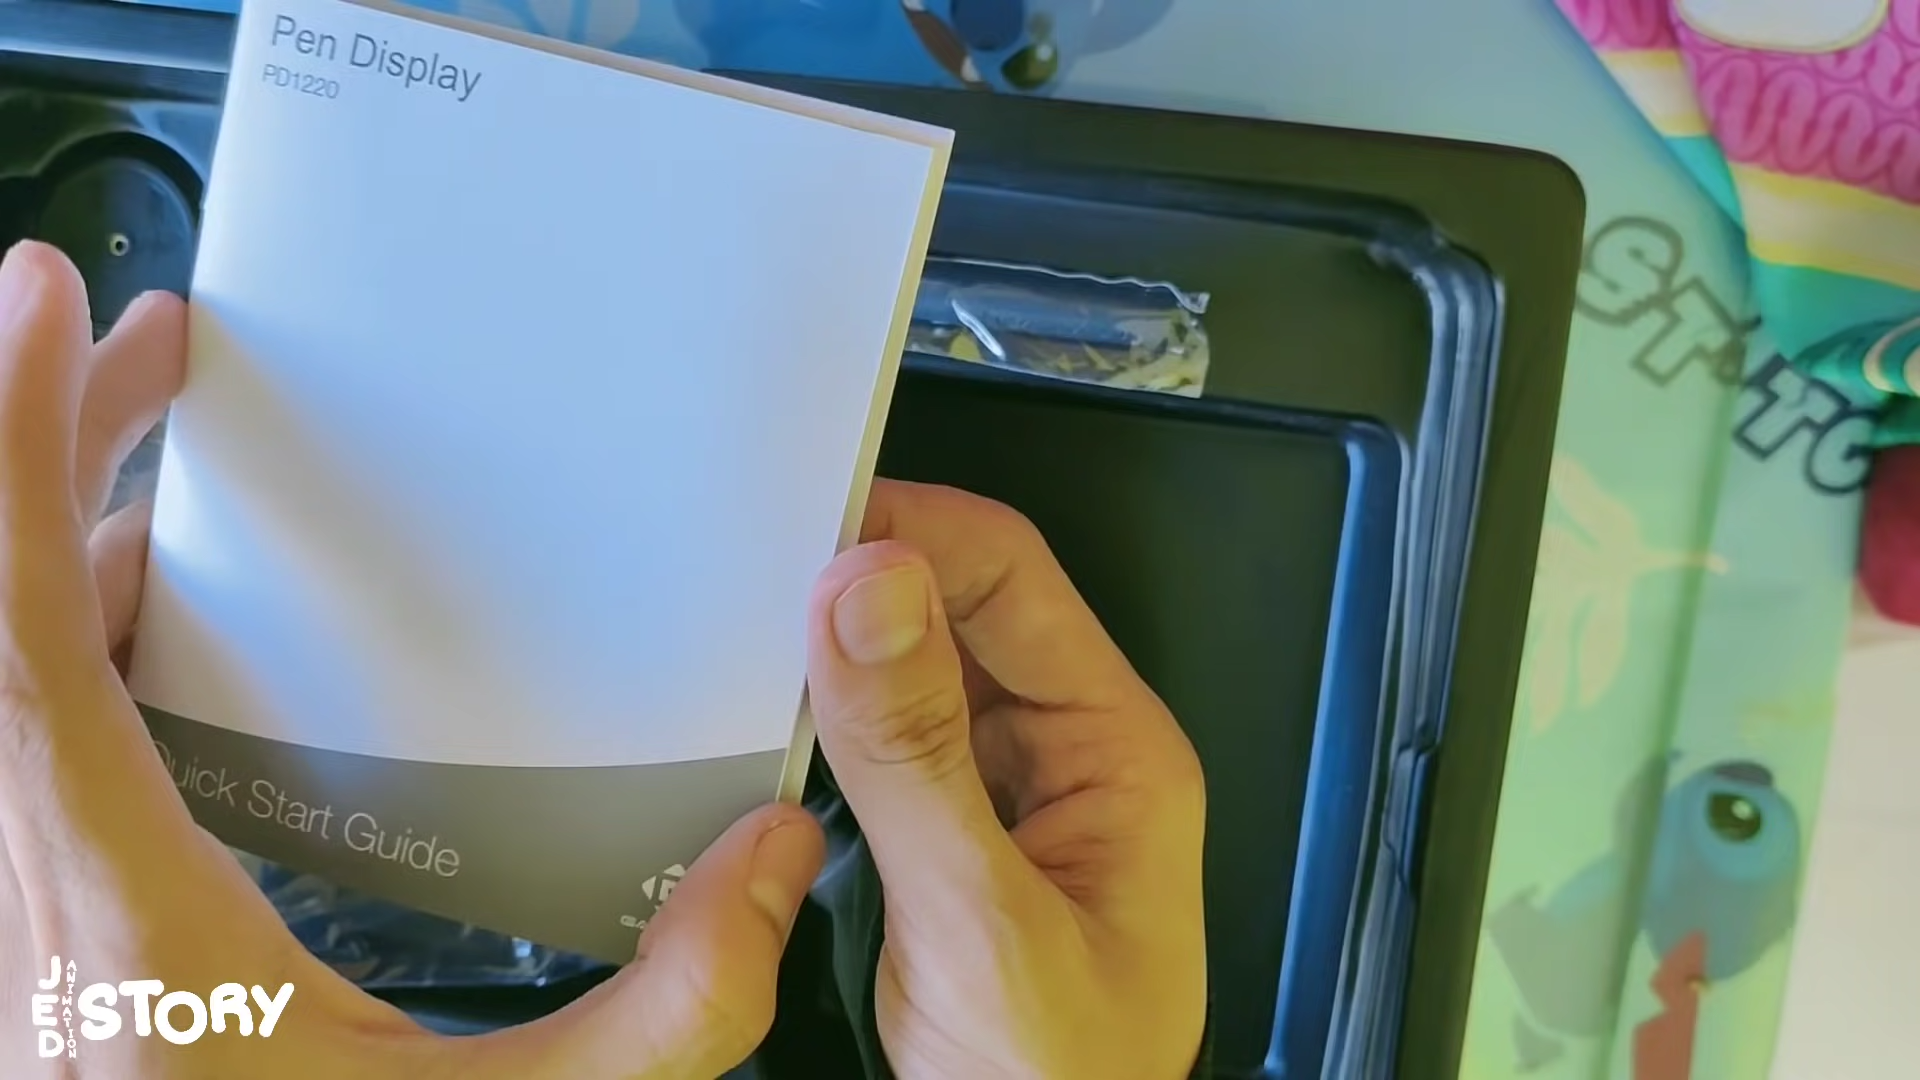 Pen Display
PD1220
Quick Start Guide
JED
ANIMATION
STORY